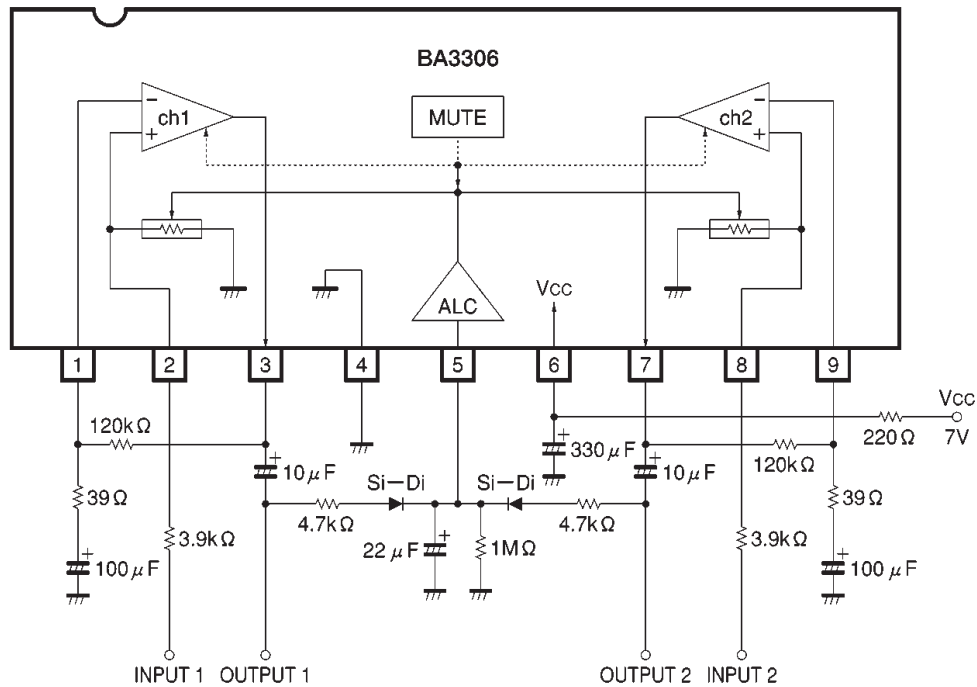 BA3306
ch1
MUTE
ch2
ALC
VCC
1
2
3
4
5
6
7
8
9
VCC
7V
220Ω
120kΩ
330μF
120kΩ
10μF
10μF
39Ω
Si-Di
Si-Di
39Ω
4.7kΩ
4.7kΩ
3.9kΩ
22μF
1MΩ
3.9kΩ
100μF
100μF
INPUT 1
OUTPUT 1
OUTPUT 2
INPUT 2